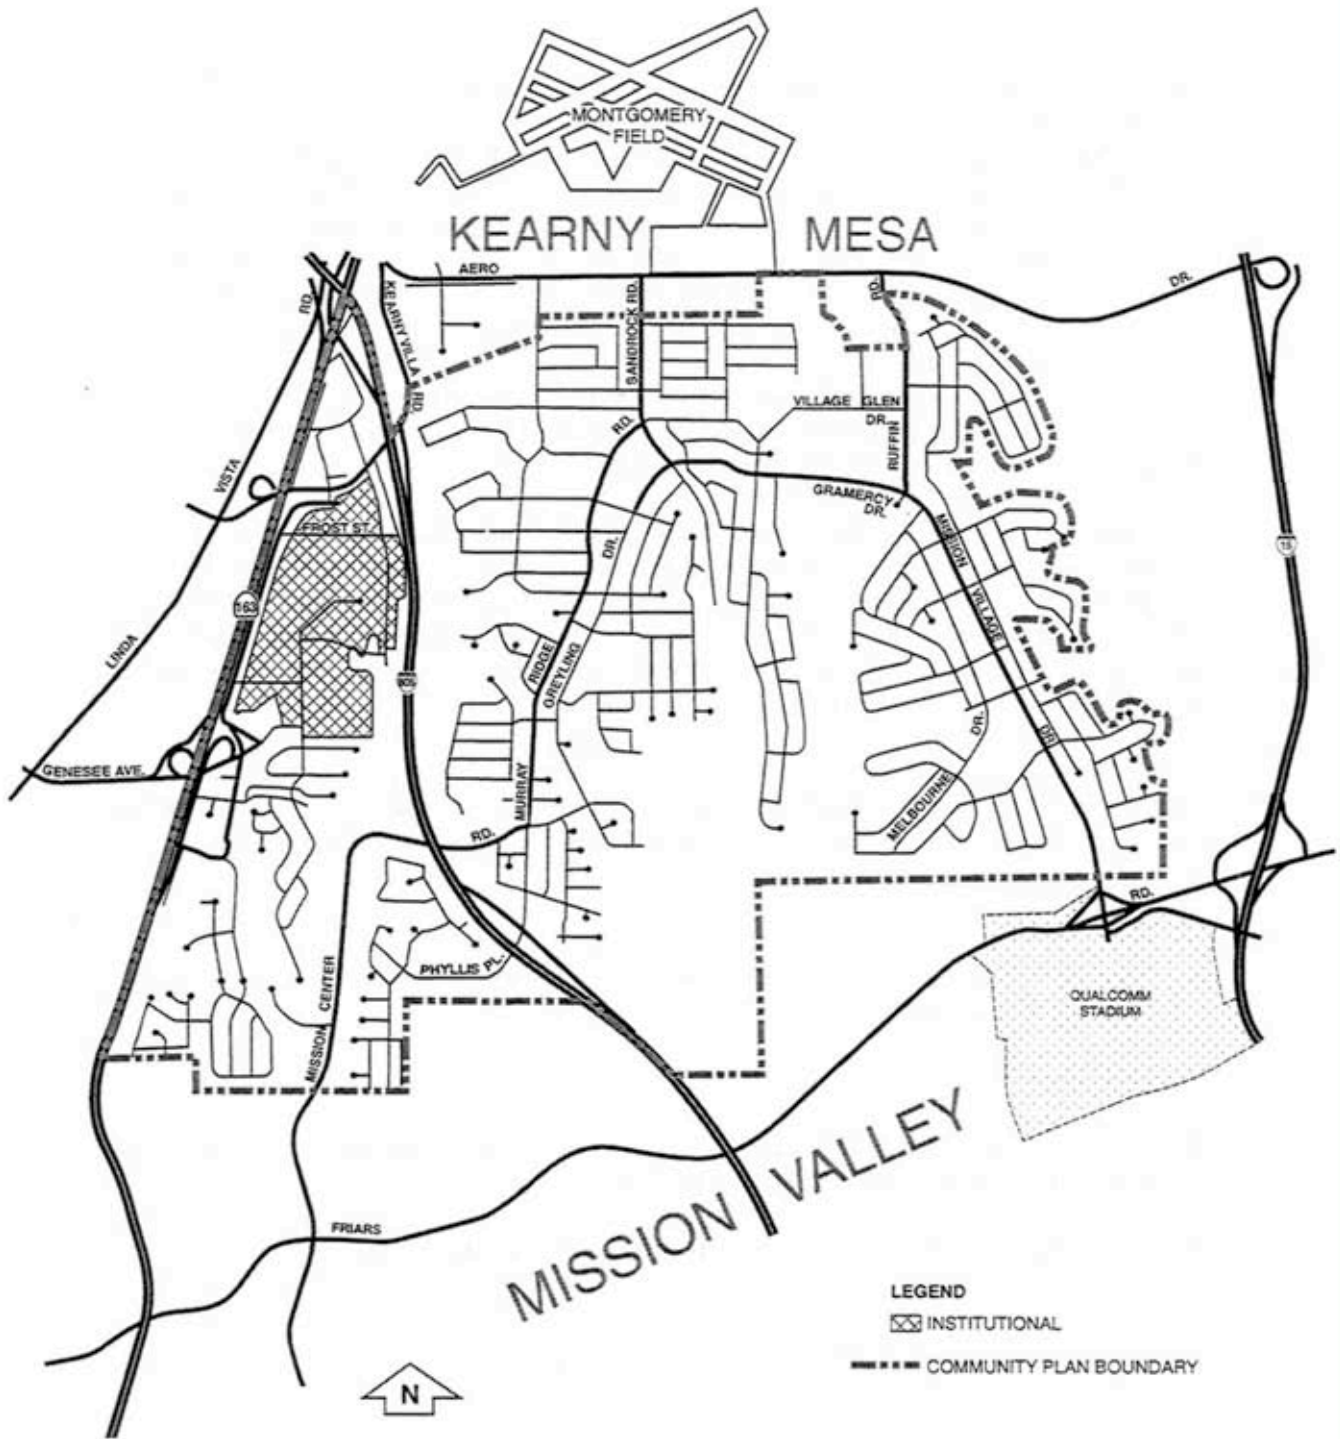 MONTGOMERY
FIELD
KEARNY MESA
AERO
DR.
RD.
KEARNY VILLA
RD.
SANDROCK RD.
RD.
VILLAGE GLEN
DR.
RUFFIN
RD.
VISTA
GRAMERCY
DR.
FROST ST.
MISSION
DR.
15
163
VILLAGE
LINDA
RIDGE
GREYLING
805
DR.
DR.
GENESEE AVE.
MURRAY
MELBOURNE
RD.
RD.
PHYLLIS PL.
CENTER
MISSION
QUALCOMM
STADIUM
MISSION VALLEY
FRIARS
LEGEND
INSTITUTIONAL
COMMUNITY PLAN BOUNDARY
N